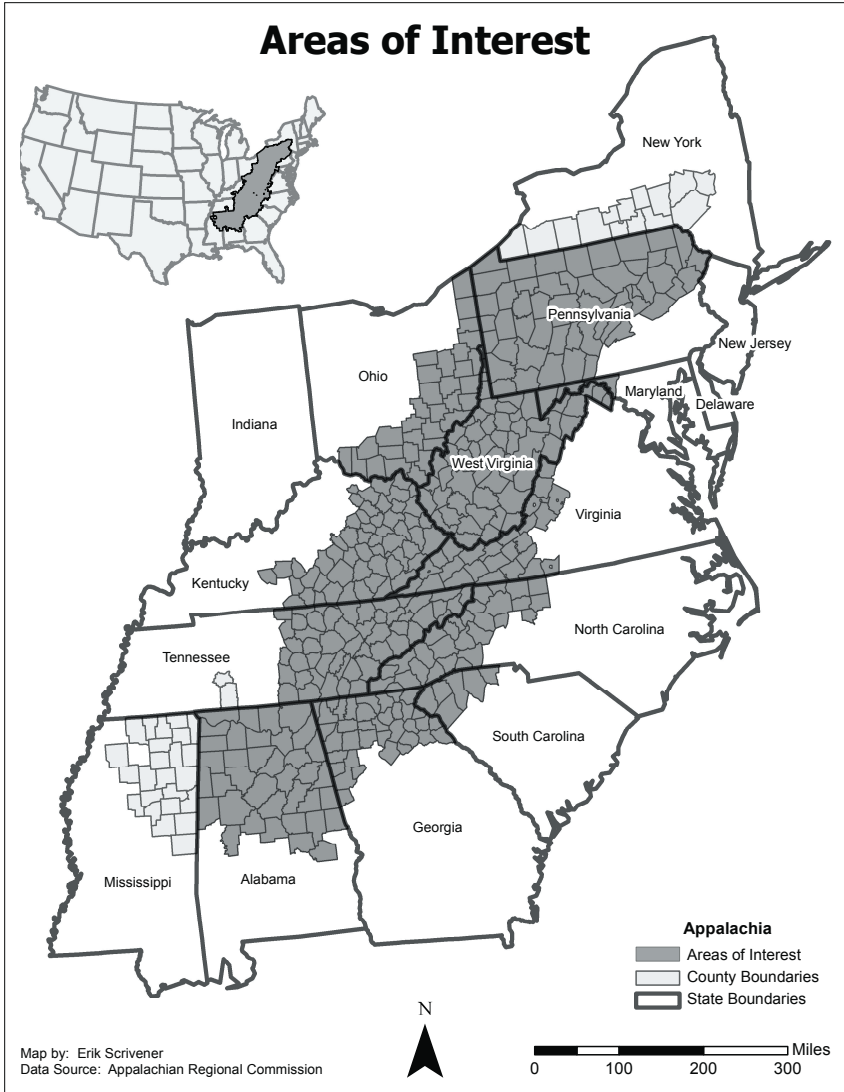 Areas of Interest
New York
Pennsylvania
New Jersey
Ohio
Maryland
Delaware
Indiana
West Virginia
Virginia
Kentucky
North Carolina
Tennessee
South Carolina
Georgia
Mississippi
Alabama
Appalachia
Areas of Interest
County Boundaries
State Boundaries
N
Miles
0 100 200 300
Map by: Erik Scrivener
Data Source: Appalachian Regional Commission